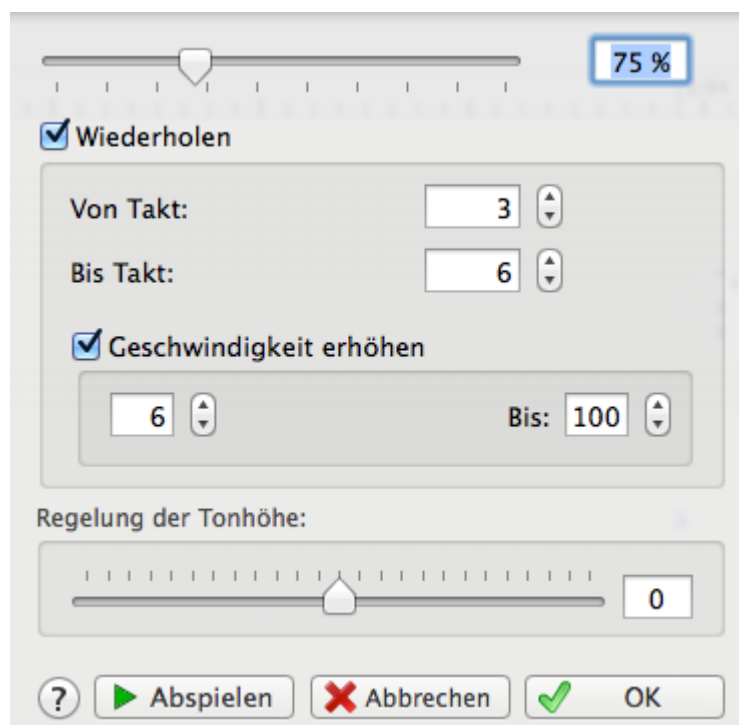 75 %
Wiederholen
Von Takt: 3
Bis Takt: 6
Geschwindigkeit erhöhen
6 Bis: 100
Regelung der Tonhöhe:
0
? Abspielen Abbrechen OK